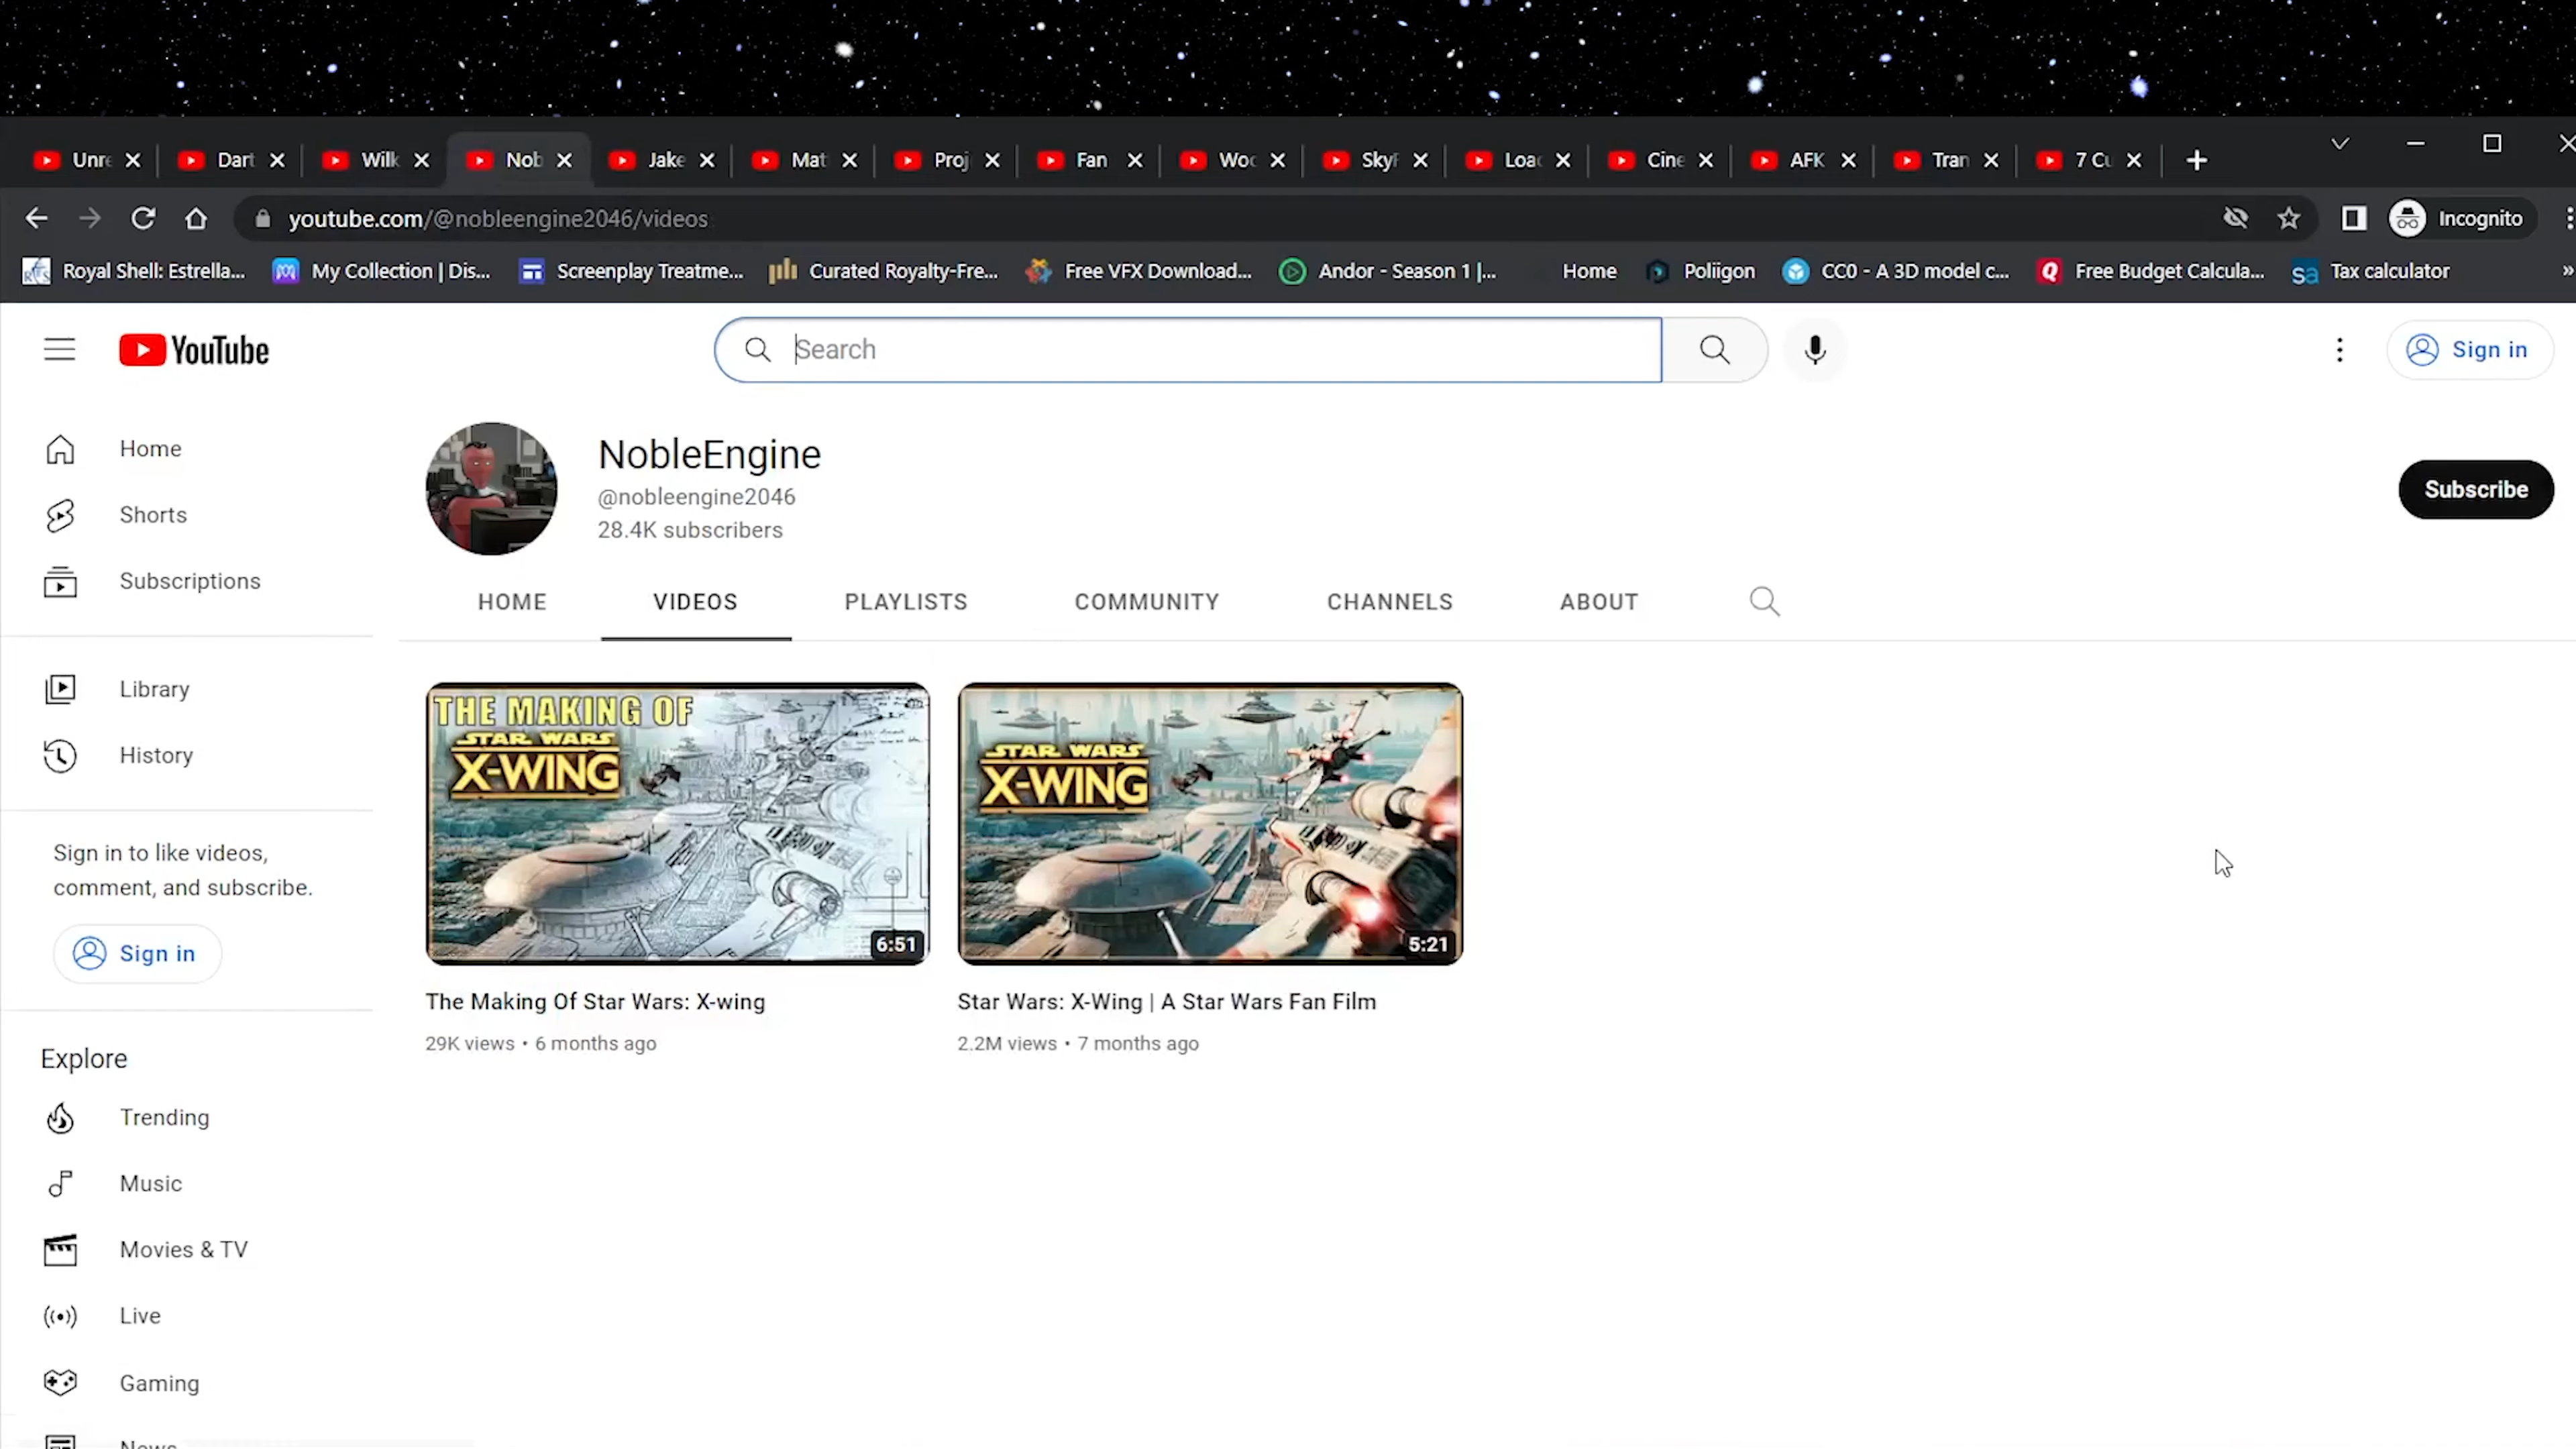 Unre
Dart
Wilk
Nob
Jake
Mat
Proj
Fan
Woo
SkyF
Loac
Cine
AFK
Tran
7 Cu
youtube.com/@nobleengine2046/videos
Incognito
Royal Shell: Estrella...
My Collection | Dis...
Screenplay Treatme...
Curated Royalty-Fre...
Free VFX Download...
Andor - Season 1 |...
Home
Poliigon
CC0 - A 3D model c...
Free Budget Calcula...
Tax calculator
YouTube
Search
Sign in
Home
Shorts
Subscriptions
Library
History
Sign in to like videos,
comment, and subscribe.
Sign in
Explore
Trending
Music
Movies & TV
Live
Gaming
News
NobleEngine
@nobleengine2046
28.4K subscribers
Subscribe
HOME
VIDEOS
PLAYLISTS
COMMUNITY
CHANNELS
ABOUT
THE MAKING OF
STAR WARS
X-WING
6:51
The Making Of Star Wars: X-wing
29K views • 6 months ago
STAR WARS
X-WING
5:21
Star Wars: X-Wing | A Star Wars Fan Film
2.2M views • 7 months ago